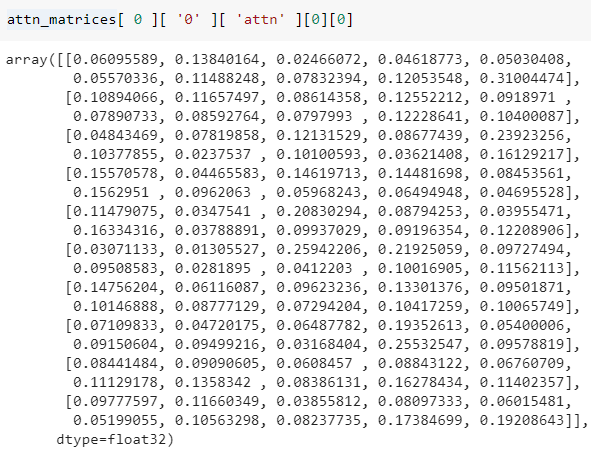 attn_matrices[ 0 ][ '0' ][ 'attn' ][0][0]
array([[0.06095589, 0.13840164, 0.02466072, 0.04618773, 0.05030408,
0.05570336, 0.11488248, 0.07832394, 0.12053548, 0.31004474],
[0.10894066, 0.11657497, 0.08614358, 0.12552212, 0.0918971 ,
0.07890733, 0.08592764, 0.0797993 , 0.12228641, 0.10400087],
[0.04843469, 0.07819858, 0.12131529, 0.08677439, 0.23923256,
0.10377855, 0.0237537 , 0.10100593, 0.03621408, 0.16129217],
[0.15570578, 0.04465583, 0.14619713, 0.14481698, 0.08453561,
0.1562951 , 0.0962063 , 0.05968243, 0.06494948, 0.04695528],
[0.11479075, 0.0347541 , 0.20830294, 0.08794253, 0.03955471,
0.16334316, 0.03788891, 0.09937029, 0.09196354, 0.12208906],
[0.03071133, 0.01305527, 0.25942206, 0.21925059, 0.09727494,
0.09508583, 0.0281895 , 0.0412203 , 0.10016905, 0.11562113],
[0.14756204, 0.06116087, 0.09623236, 0.13301376, 0.09501871,
0.10146888, 0.08777129, 0.07294204, 0.10417259, 0.10065749],
[0.07109833, 0.04720175, 0.06487782, 0.19352613, 0.05400006,
0.09150604, 0.09499216, 0.03168404, 0.25532547, 0.09578819],
[0.08441484, 0.09090605, 0.0608457 , 0.08843122, 0.06760709,
0.11129178, 0.1358342 , 0.08386131, 0.16278434, 0.11402357],
[0.09777597, 0.11660349, 0.03855812, 0.08097333, 0.06015481,
0.05199055, 0.10563298, 0.08237735, 0.17384699, 0.19208643]],
dtype=float32)